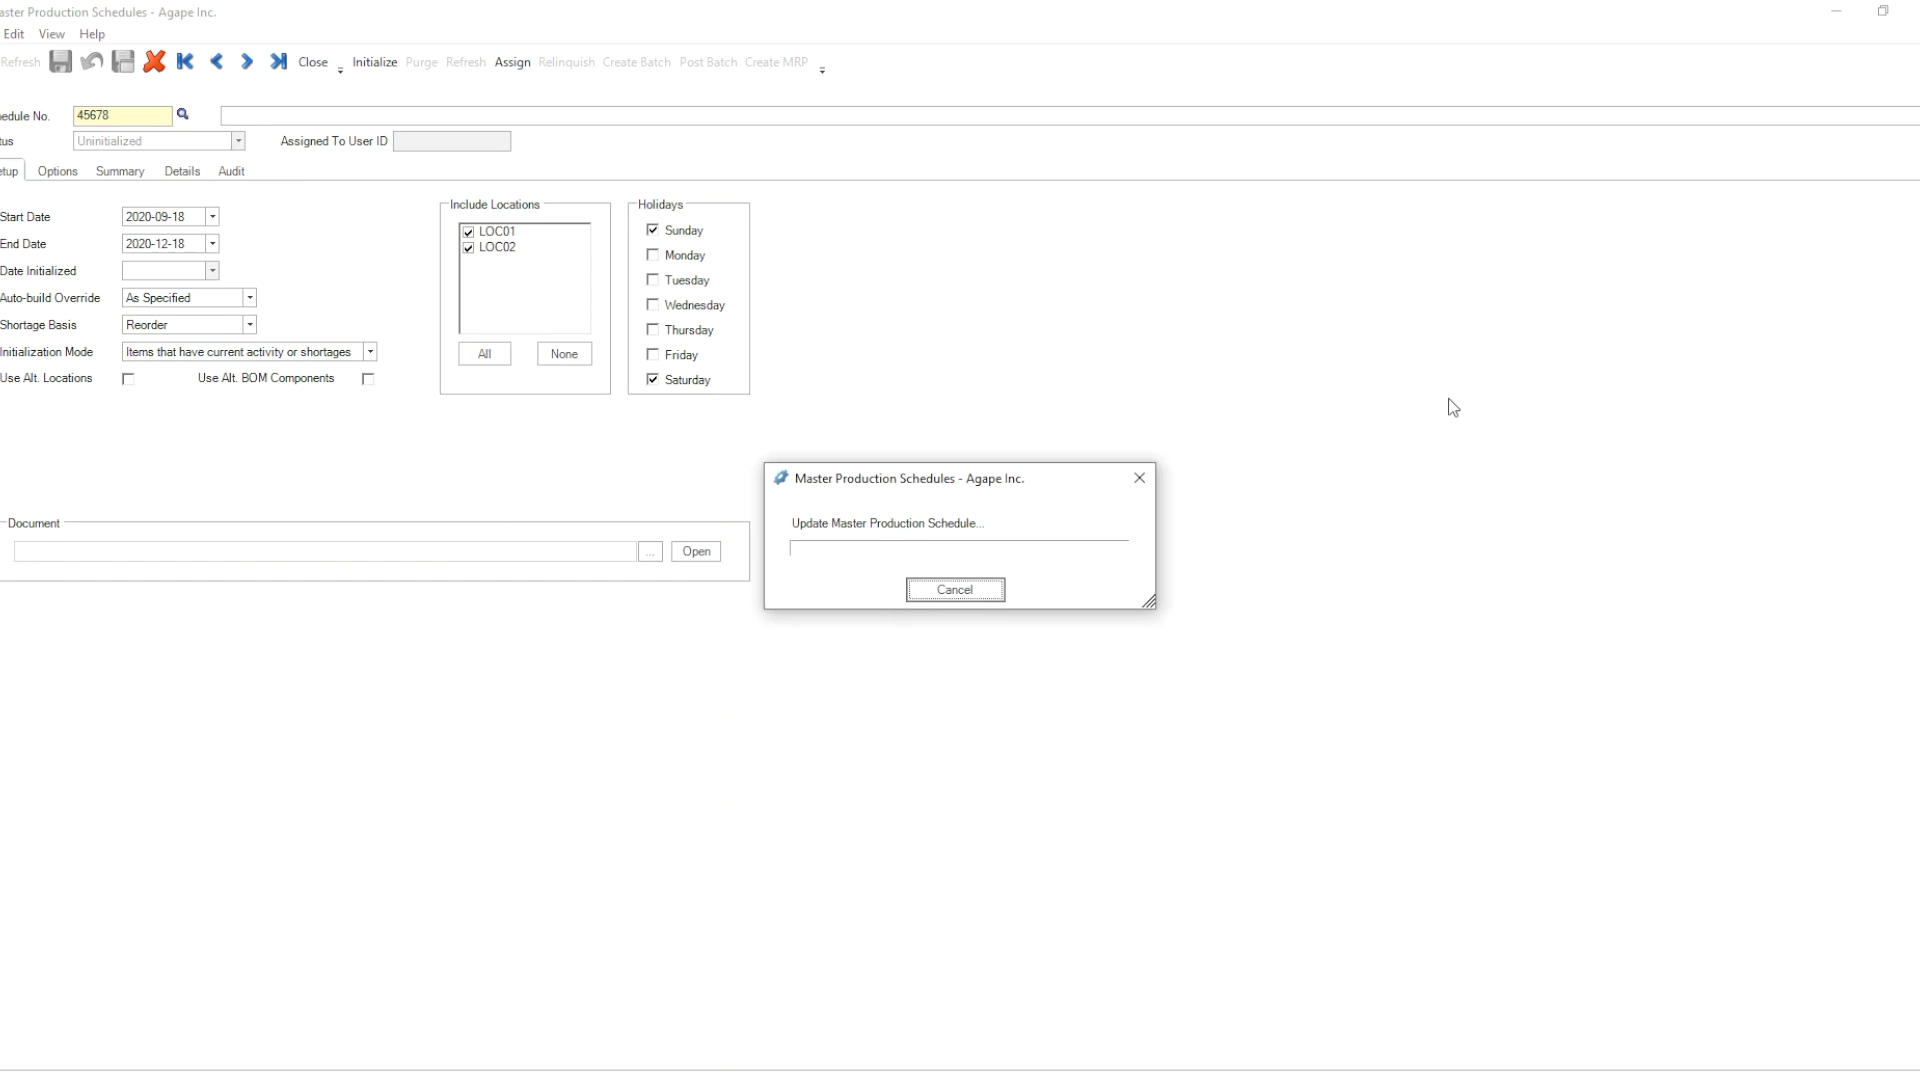 aster Production Schedules - Agape Inc.
Edit View Help
Refresh Close Initialize Purge Refresh Assign Relinquish Create Batch Post Batch Create MRP
edule No. 45678
tus Uninitialized Assigned To User ID
etup Options Summary Details Audit
Include Locations Holidays
Start Date 2020-09-18
LOC01
LOC02
Sunday
End Date 2020-12-18
Monday
Date Initialized
Tuesday
Auto-build Override As Specified
Wednesday
Shortage Basis Reorder
Thursday
Initialization Mode Items that have current activity or shortages
All None
Friday
Use Alt. Locations Use Alt. BOM Components
Saturday
Master Production Schedules - Agape Inc.
Update Master Production Schedule...
Cancel
Document
... Open